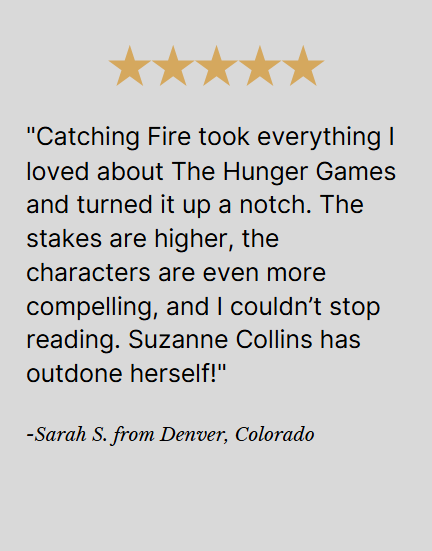 "Catching Fire took everything I
loved about The Hunger Games
and turned it up a notch. The
stakes are higher, the
characters are even more
compelling, and I couldn’t stop
reading. Suzanne Collins has
outdone herself!"
-Sarah S. from Denver, Colorado